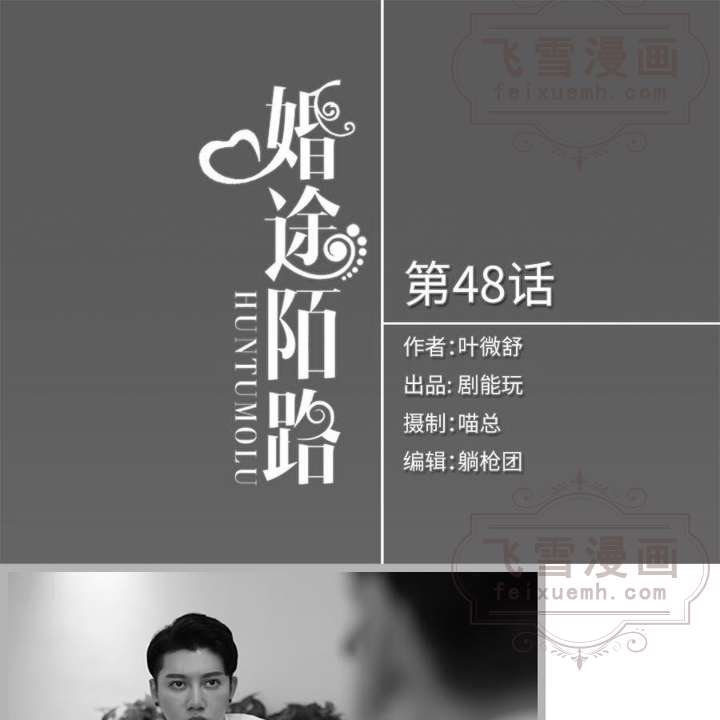 飞雪漫画
feixuemh.com
婚途陌路
HUNTUMOLU
第48话
作者:叶微舒
出品:剧能玩
摄制:喵总
编辑:躺枪团
飞雪漫画
feixuemh.com